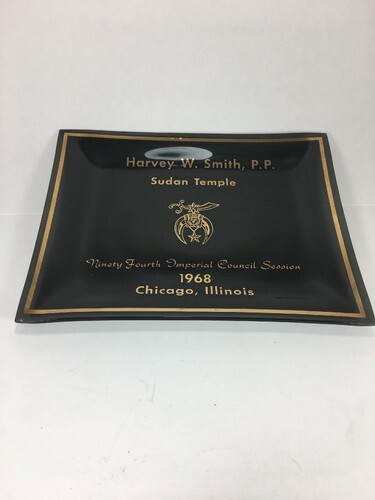 Harvey W. Smith, P.P.
Sudan Temple
Ninety Fourth Imperial Council Session
1968
Chicago, Illinois